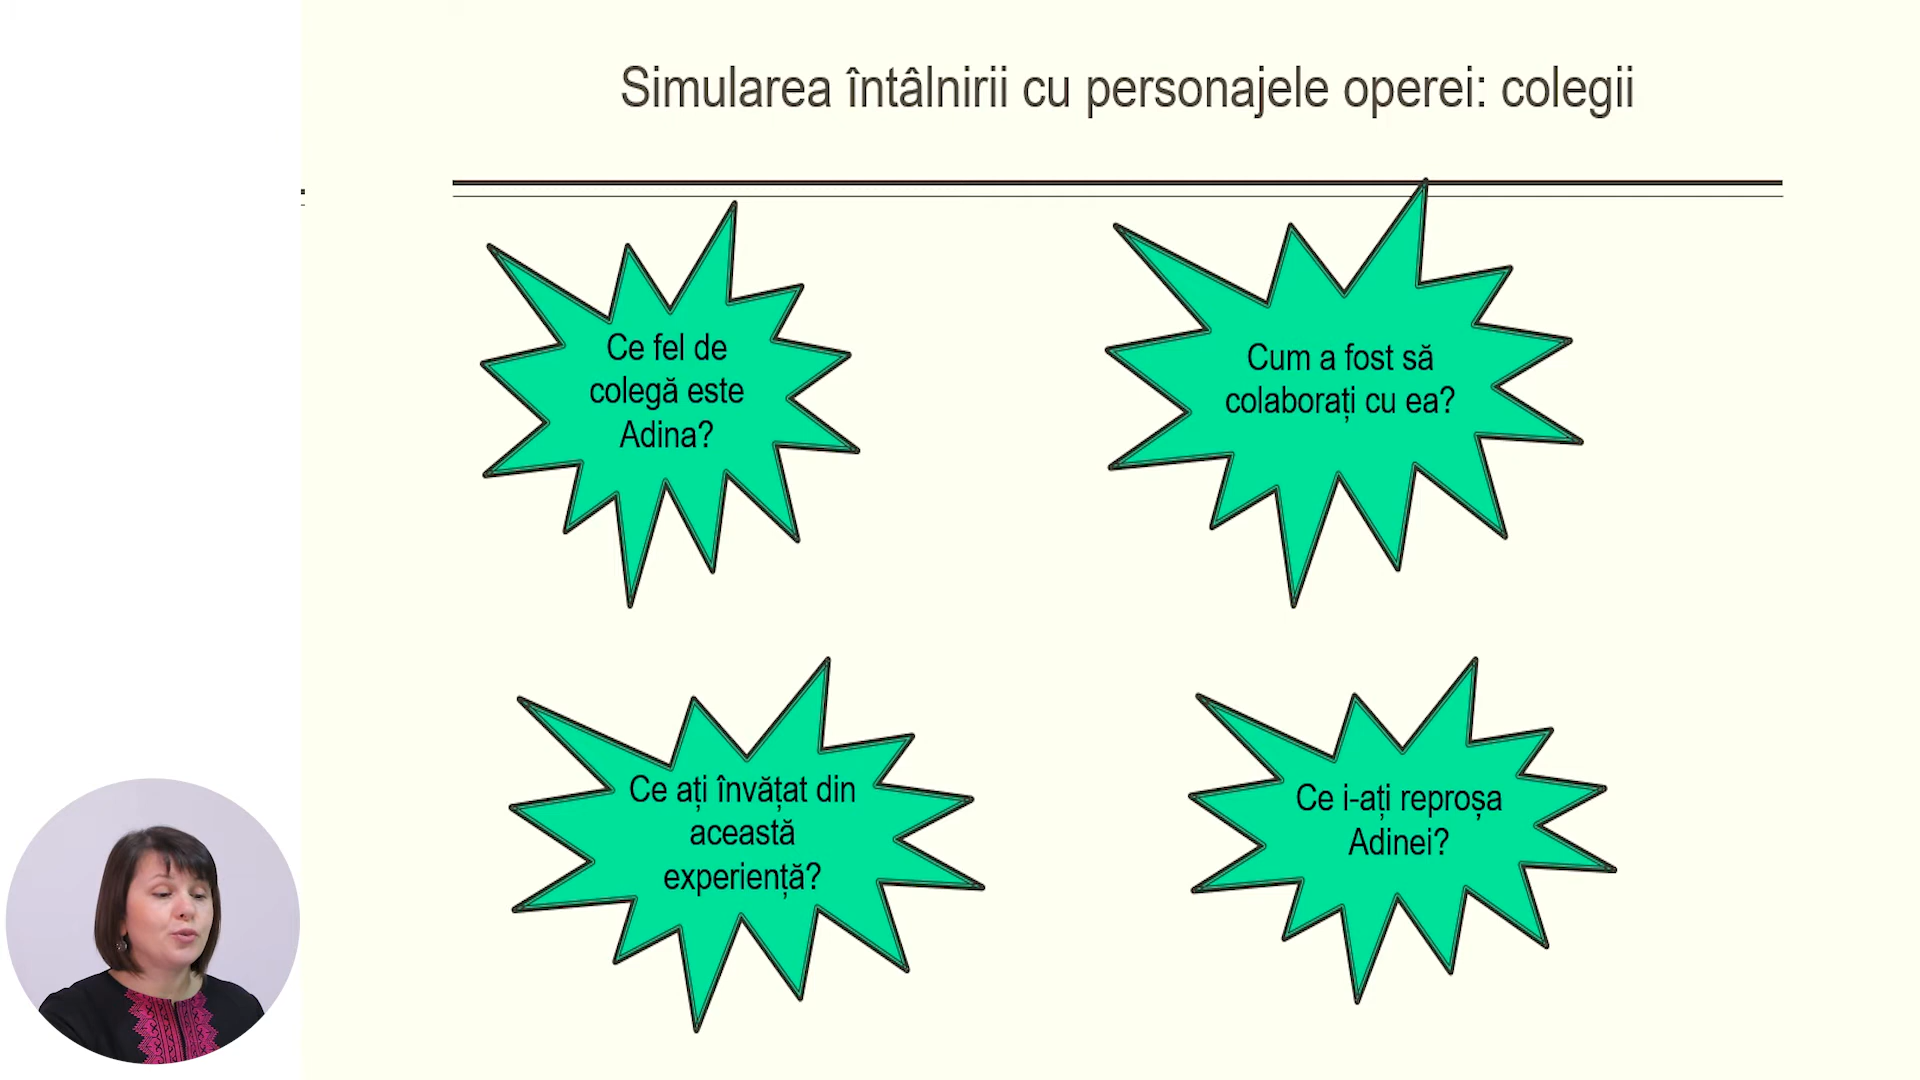 Simularea întâlnirii cu personajele operei: colegii
Ce fel de
colegă este
Adina?
Cum a fost să
colaborați cu ea?
Ce ați învățat din
această
experiență?
Ce i-ați reproșa
Adinei?